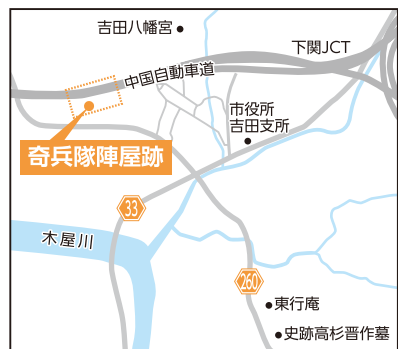 吉田八幡宮
下関JCT
中国自動車道
市役所
吉田支所
奇兵隊陣屋跡
33
木屋川
260
東行庵
史跡高杉晋作墓